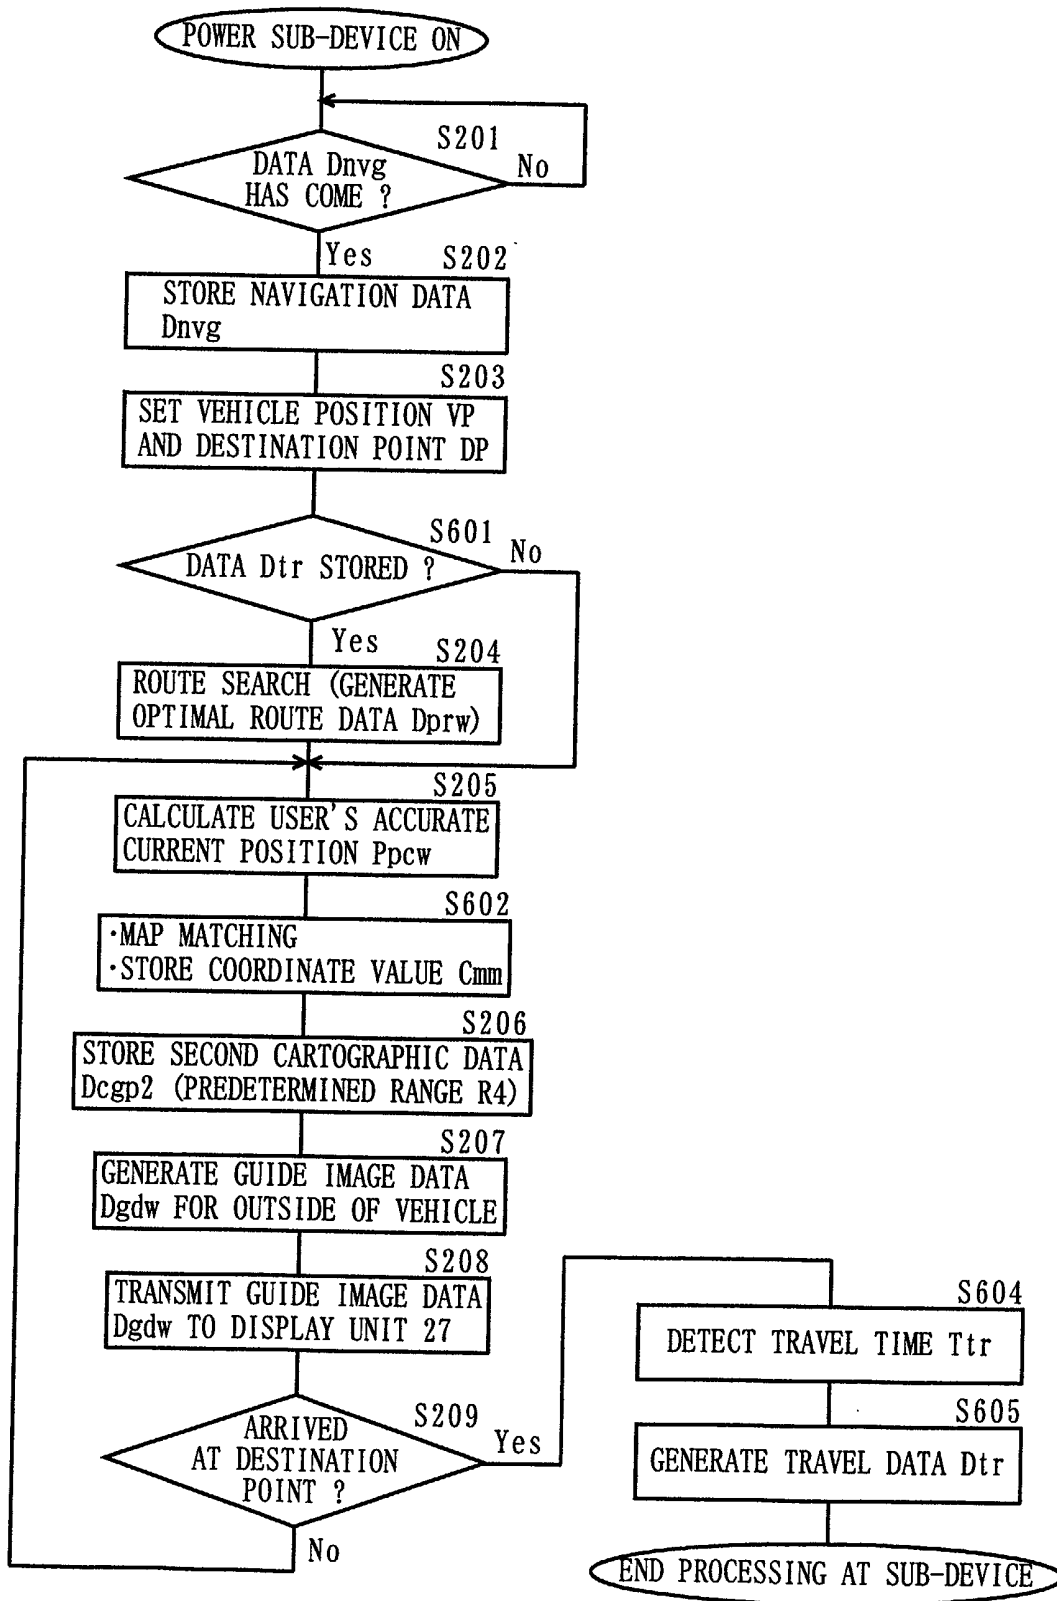 POWER SUB-DEVICE ON
S201
DATA Dnvg
HAS COME ?
No
Yes
S202
STORE NAVIGATION DATA
Dnvg
S203
SET VEHICLE POSITION VP
AND DESTINATION POINT DP
S601
DATA Dtr STORED ?
No
Yes
S204
ROUTE SEARCH (GENERATE
OPTIMAL ROUTE DATA Dprw)
S205
CALCULATE USER'S ACCURATE
CURRENT POSITION Ppcw
S602
・MAP MATCHING
・STORE COORDINATE VALUE Cmm
S206
STORE SECOND CARTOGRAPHIC DATA
Dcgp2 (PREDETERMINED RANGE R4)
S207
GENERATE GUIDE IMAGE DATA
Dgdw FOR OUTSIDE OF VEHICLE
S208
TRANSMIT GUIDE IMAGE DATA
Dgdw TO DISPLAY UNIT 27
S209
ARRIVED
AT DESTINATION
POINT ?
Yes
No
S604
DETECT TRAVEL TIME Ttr
S605
GENERATE TRAVEL DATA Dtr
END PROCESSING AT SUB-DEVICE